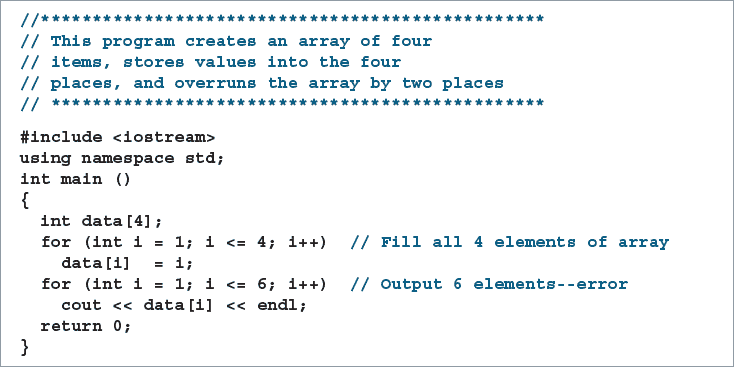 //*************************************************
// This program creates an array of four
// items, stores values into the four
// places, and overruns the array by two places
// ************************************************
#include <iostream>
using namespace std;
int main ()
{
int data[4];
for (int i = 1; i <= 4; i++) // Fill all 4 elements of array
data[i] = i;
for (int i = 1; i <= 6; i++) // Output 6 elements--error
cout << data[i] << endl;
return 0;
}